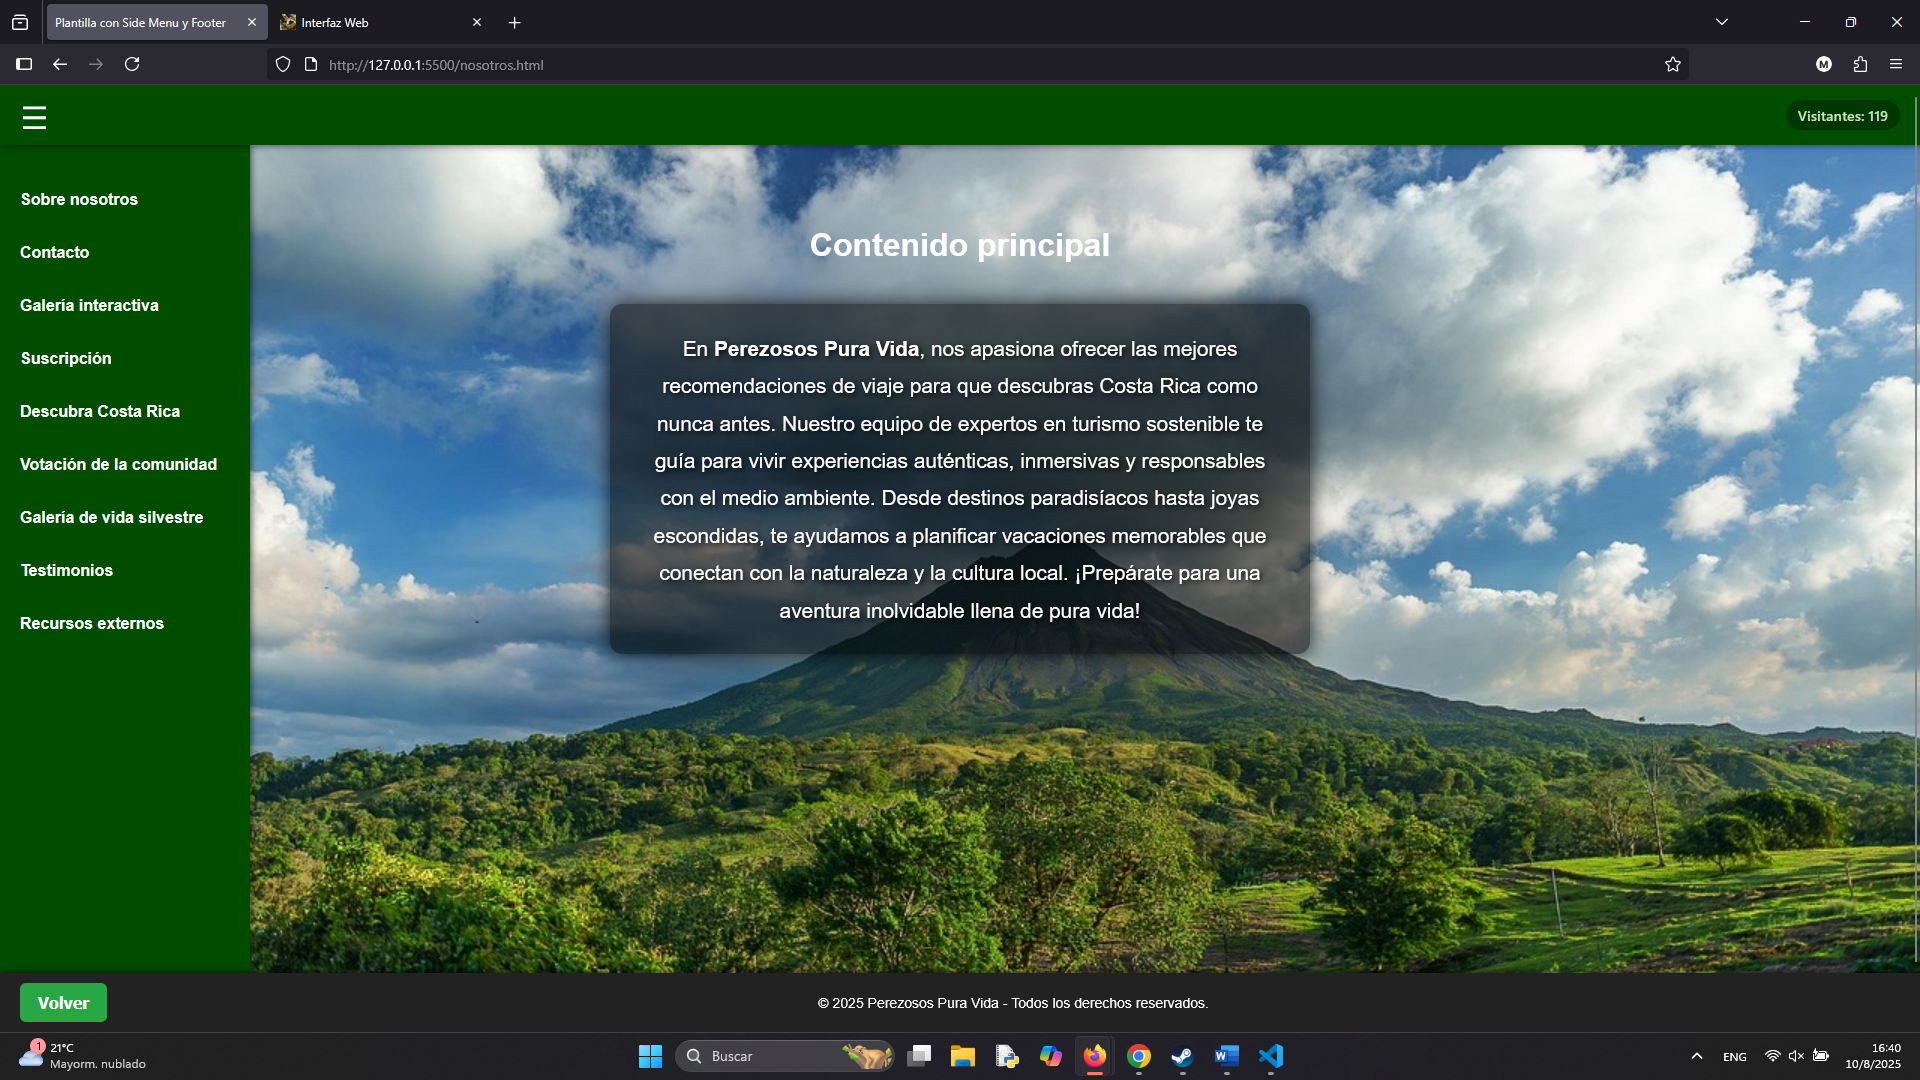 Plantilla con Side Menu y Footer
Interfaz Web
http://127.0.0.1:5500/nosotros.html
M
Visitantes: 119
Sobre nosotros
Contacto
Galería interactiva
Suscripción
Descubra Costa Rica
Votación de la comunidad
Galería de vida silvestre
Testimonios
Recursos externos
Contenido principal
En Perezosos Pura Vida, nos apasiona ofrecer las mejores
recomendaciones de viaje para que descubras Costa Rica como
nunca antes. Nuestro equipo de expertos en turismo sostenible te
guía para vivir experiencias auténticas, inmersivas y responsables
con el medio ambiente. Desde destinos paradisíacos hasta joyas
escondidas, te ayudamos a planificar vacaciones memorables que
conectan con la naturaleza y la cultura local. ¡Prepárate para una
aventura inolvidable llena de pura vida!
Volver
© 2025 Perezosos Pura Vida - Todos los derechos reservados.
1
21°C
Mayorm. nublado
Buscar
ENG
16:40
10/8/2025